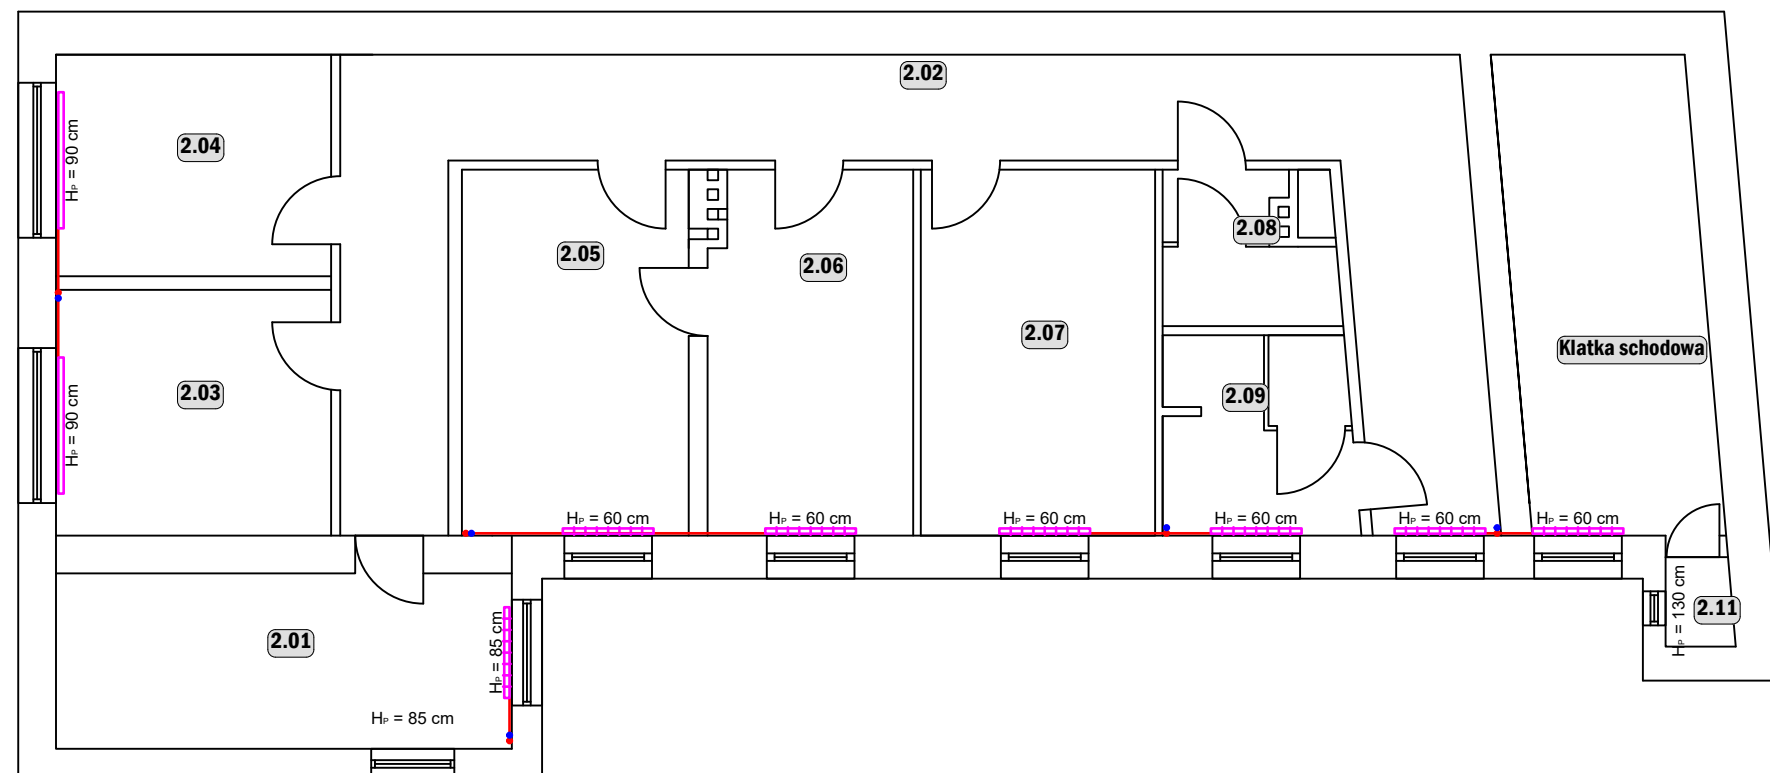 2.02
2.04
HP = 90 cm
2.08
2.05
2.06
2.07
Klatka schodowa
2.03
HP = 90 cm
2.09
HP = 60 cm
HP = 60 cm
HP = 60 cm
HP = 60 cm
HP = 60 cm
HP = 60 cm
2.01
HP = 85 cm
HP = 130 cm
2.11
HP = 85 cm